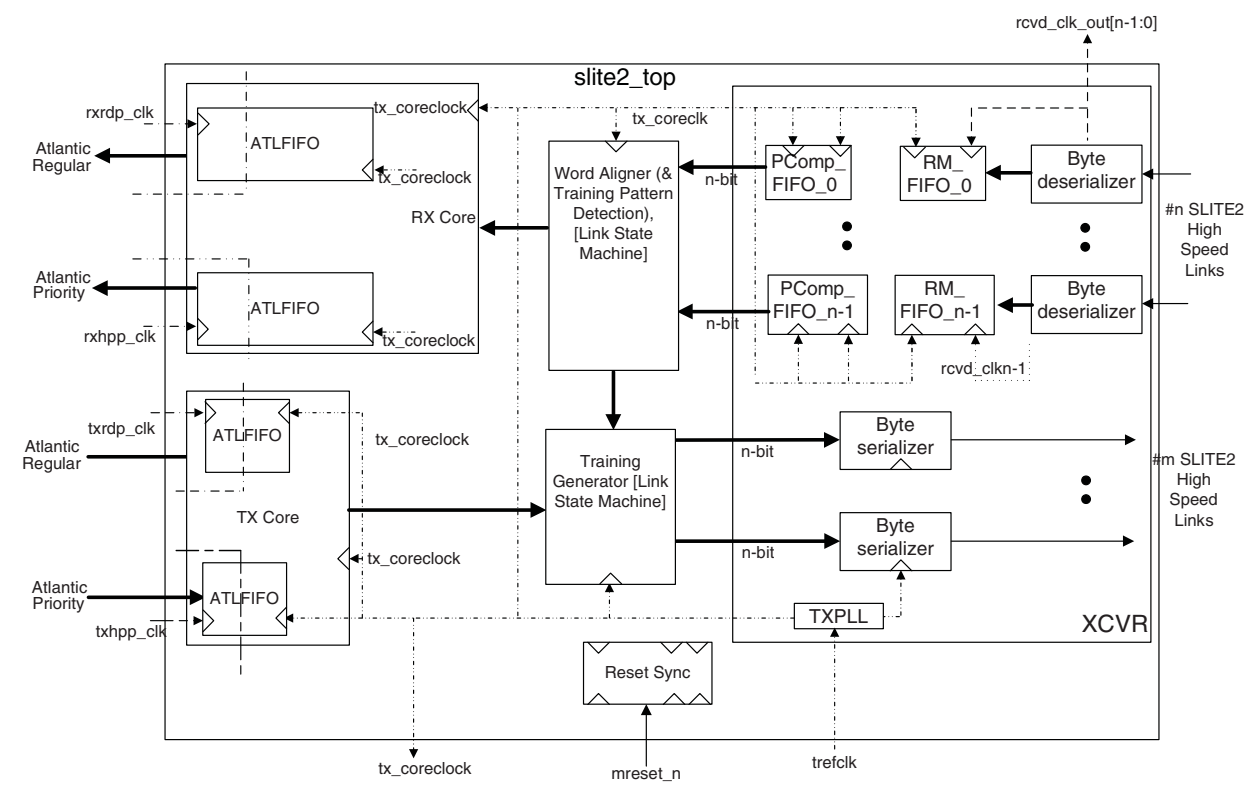 rcvd_clk_out[n-1:0]
slite2_top
rxrdp_clk
Atlantic
Regular
ATLFIFO
tx_coreclock
tx_coreclock
RX Core
Atlantic
Priority
ATLFIFO
rxhpp_clk
tx_coreclock
tx_coreclk
Word Aligner (&
Training Pattern
Detection),
[Link State
Machine]
n-bit
PComp_
FIFO_0
RM_
FIFO_0
Byte
deserializer
#n SLITE2
High
Speed
Links
n-bit
PComp_
FIFO_n-1
RM_
FIFO_n-1
Byte
deserializer
rcvd_clkn-1
txrdp_clk
Atlantic
Regular
ATLFIFO
tx_coreclock
TX Core
tx_coreclock
Atlantic
Priority
ATLFIFO
txhpp_clk
Training
Generator [Link
State Machine]
n-bit
Byte
serializer
n-bit
Byte
serializer
#m SLITE2
High
Speed
Links
TXPLL
XCVR
Reset Sync
tx_coreclock
mreset_n
trefclk